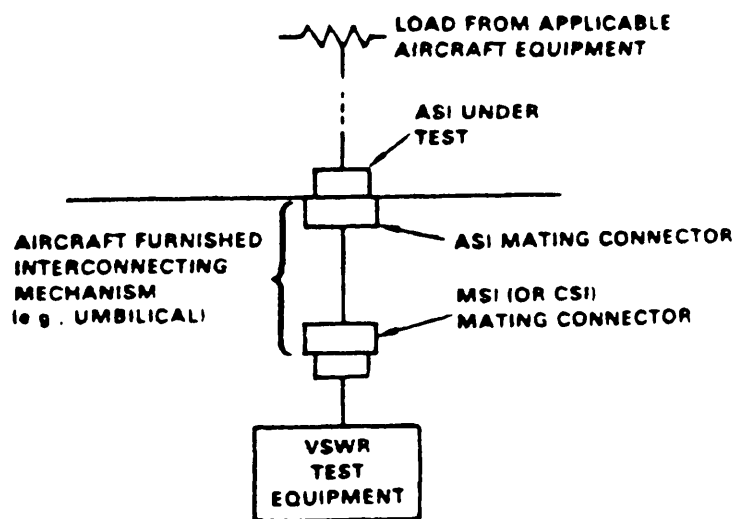 LOAD FROM APPLICABLE
AIRCRAFT EQUIPMENT
ASI UNDER
TEST
AIRCRAFT FURNISHED
INTERCONNECTING
MECHANISM
(e g . UMBILICAL)
ASI MATING CONNECTOR
MSI (OR CSI)
MATING CONNECTOR
VSWR
TEST
EQUIPMENT